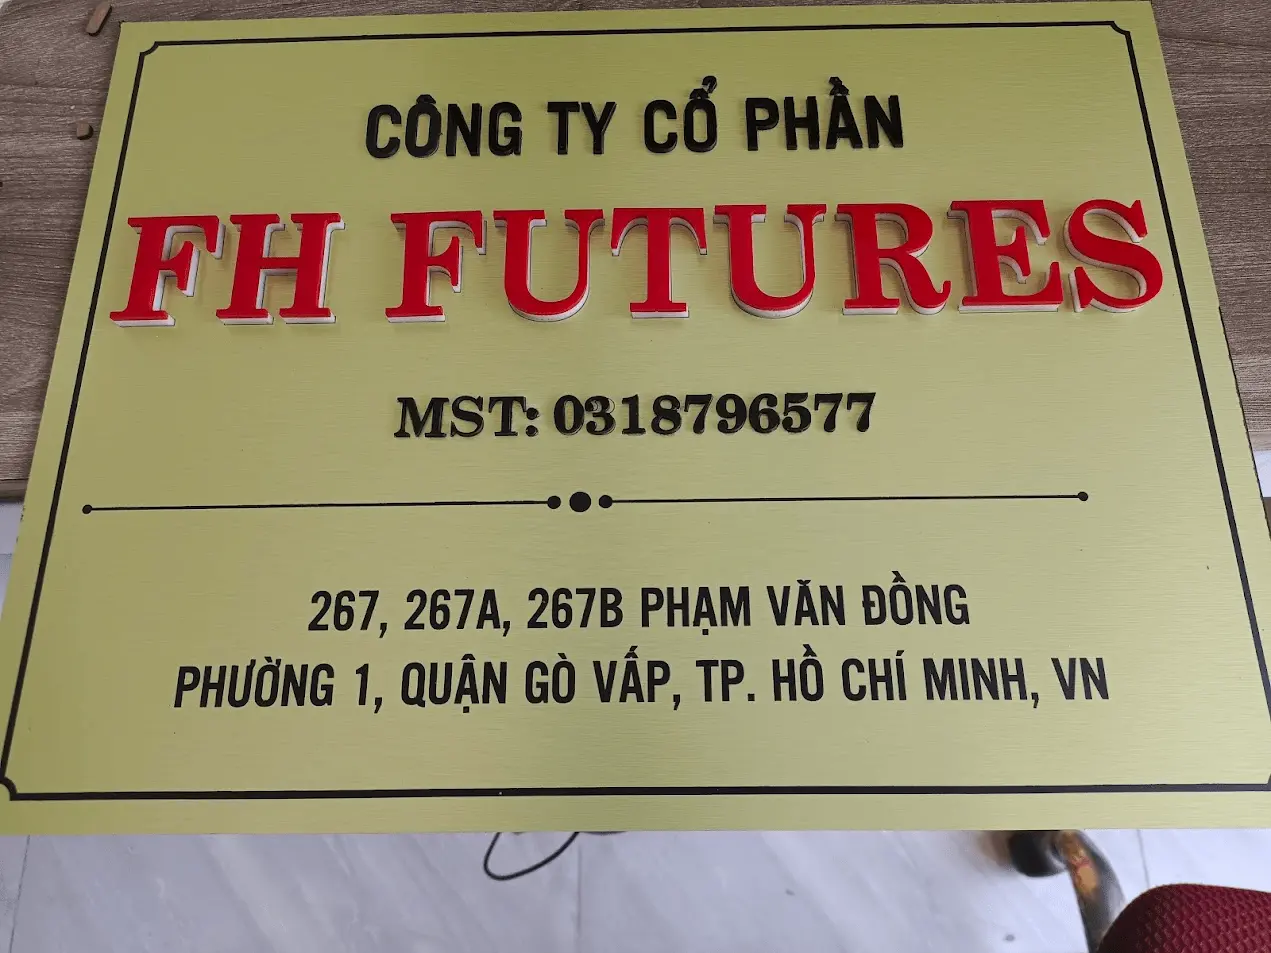 CÔNG TY CỔ PHẦN
FH FUTURES
MST: 0318796577
267, 267A, 267B PHẠM VĂN ĐỒNG
PHƯỜNG 1, QUẬN GÒ VẤP, TP. HỒ CHÍ MINH, VN